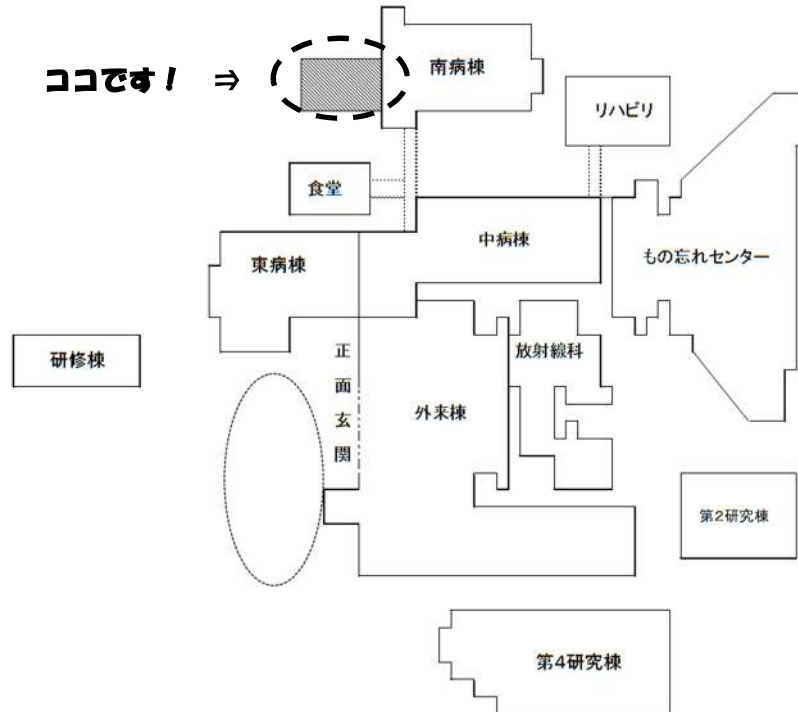 南病棟
ココです! ⇒
リハビリ
食堂
中病棟
もの忘れセンター
東病棟
放射線科
研修棟
正面玄関
外来棟
第2研究棟
第4研究棟